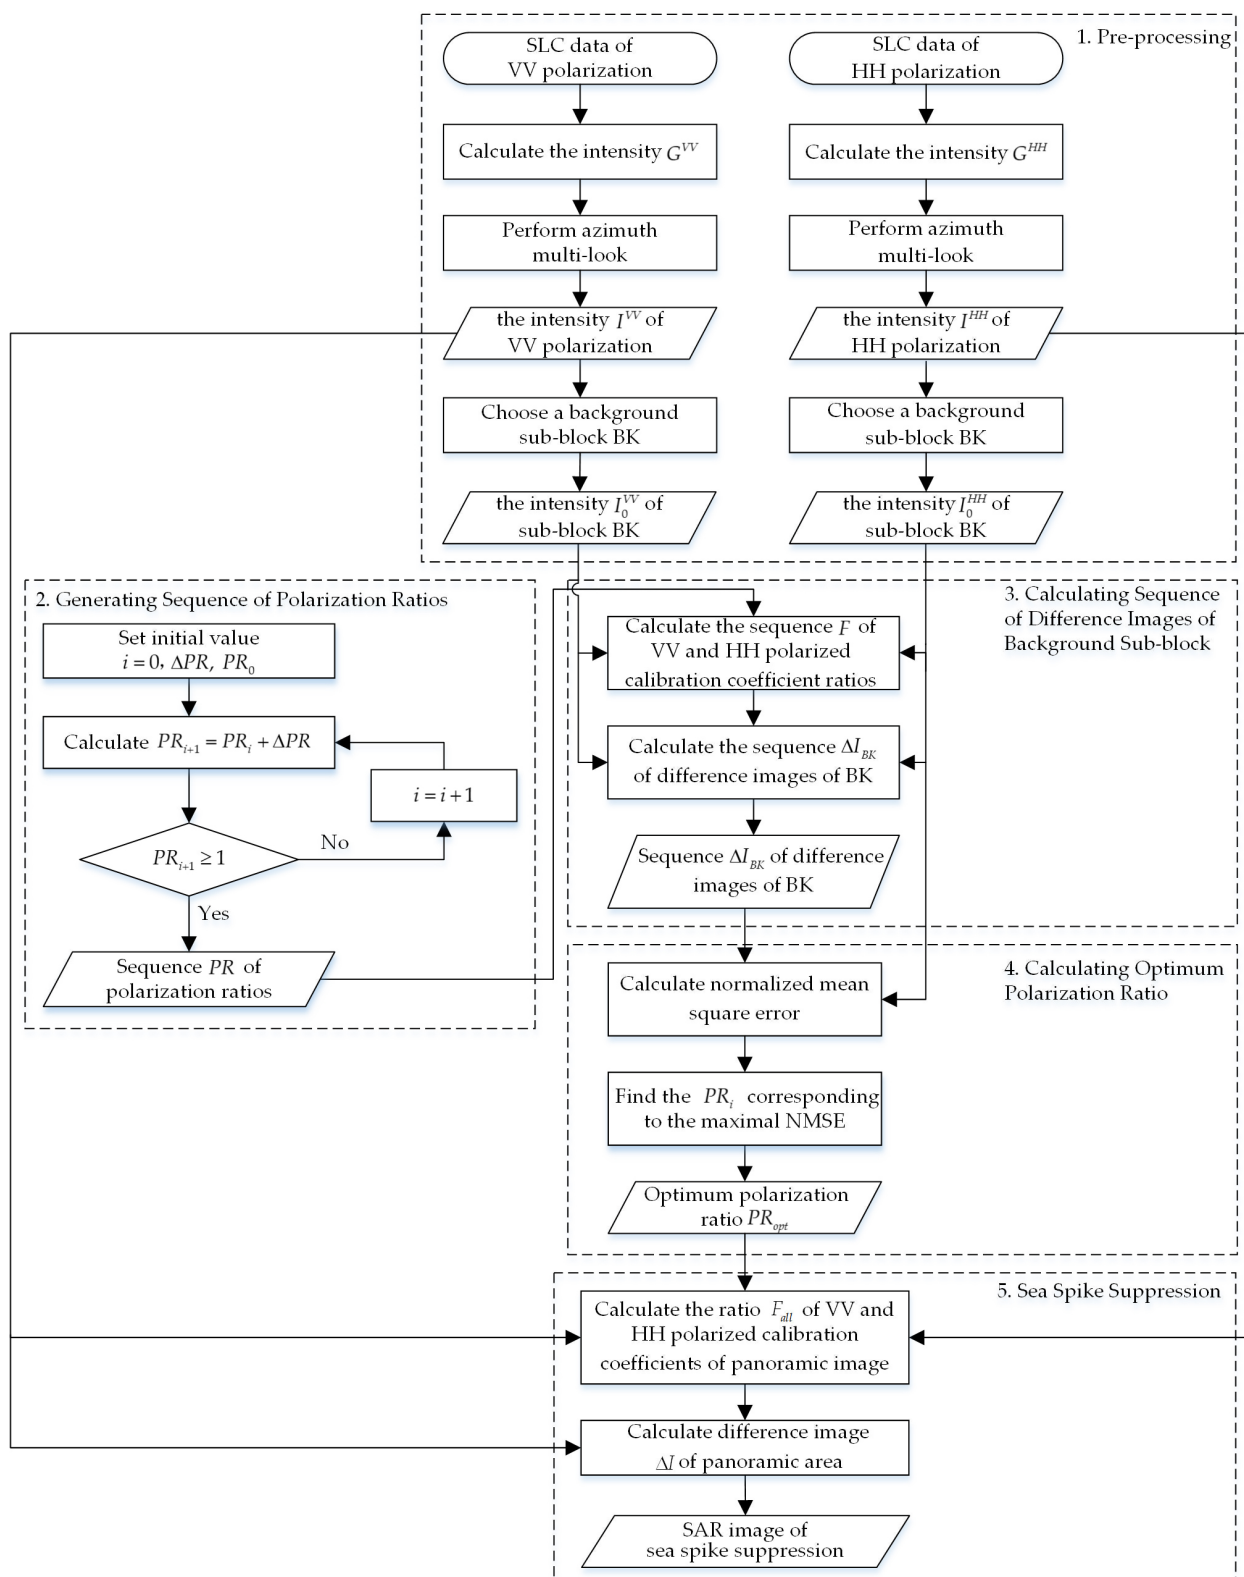 1. Pre-processing
SLC data of
VV polarization
Calculate the intensity G^VV
Perform azimuth
multi-look
the intensity I^VV of
VV polarization
Choose a background
sub-block BK
the intensity I_0^VV of
sub-block BK
SLC data of
HH polarization
Calculate the intensity G^HH
Perform azimuth
multi-look
the intensity I^HH of
HH polarization
Choose a background
sub-block BK
the intensity I_0^HH of
sub-block BK
2. Generating Sequence of Polarization Ratios
Set initial value
i = 0, ΔPR, PR_0
Calculate PR_{i+1} = PR_i + ΔPR
i = i + 1
PR_{i+1} ≥ 1
No
Yes
Sequence PR of
polarization ratios
3. Calculating Sequence
of Difference Images of
Background Sub-block
Calculate the sequence F of
VV and HH polarized
calibration coefficient ratios
Calculate the sequence ΔI_BK
of difference images of BK
Sequence ΔI_BK of difference
images of BK
4. Calculating Optimum
Polarization Ratio
Calculate normalized mean
square error
Find the PR_i corresponding
to the maximal NMSE
Optimum polarization
ratio PR_opt
5. Sea Spike Suppression
Calculate the ratio F_all of VV and
HH polarized calibration
coefficients of panoramic image
Calculate difference image
ΔI of panoramic area
SAR image of
sea spike suppression